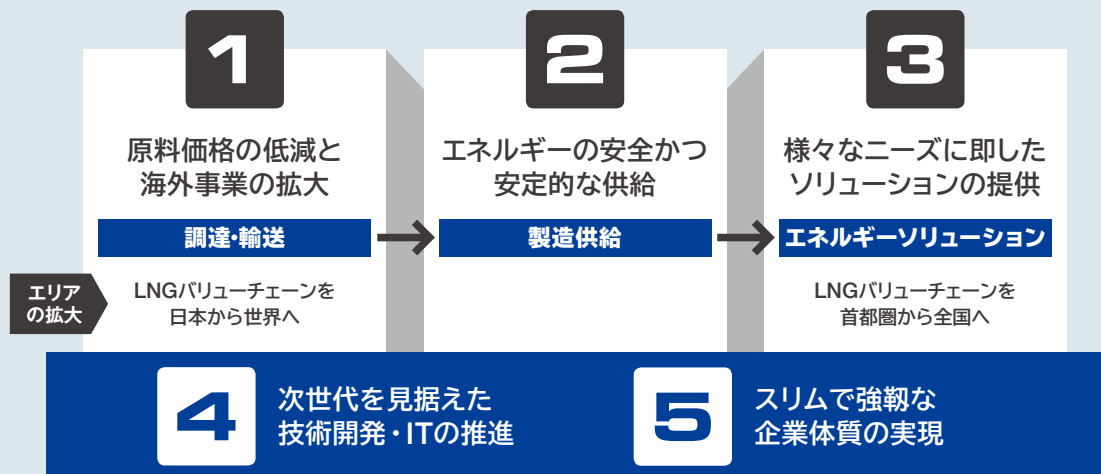 1
原料価格の低減と
海外事業の拡大
調達・輸送
2
エネルギーの安全かつ
安定的な供給
製造供給
3
様々なニーズに即した
ソリューションの提供
エネルギーソリューション
エリア
の拡大
LNGバリューチェーンを
日本から世界へ
LNGバリューチェーンを
首都圏から全国へ
4
次世代を見据えた
技術開発・ITの推進
5
スリムで強靱な
企業体質の実現